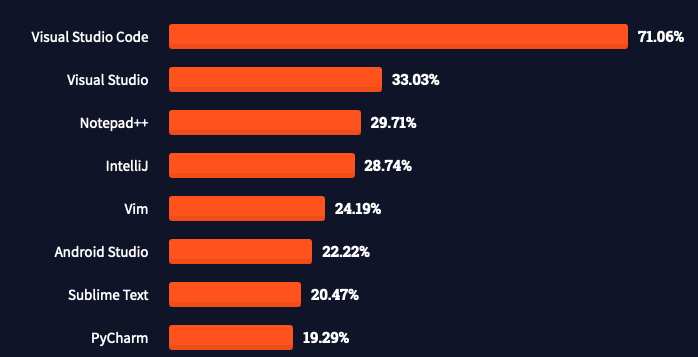 Visual Studio Code 71.06%
Visual Studio 33.03%
Notepad++ 29.71%
IntelliJ 28.74%
Vim 24.19%
Android Studio 22.22%
Sublime Text 20.47%
PyCharm 19.29%